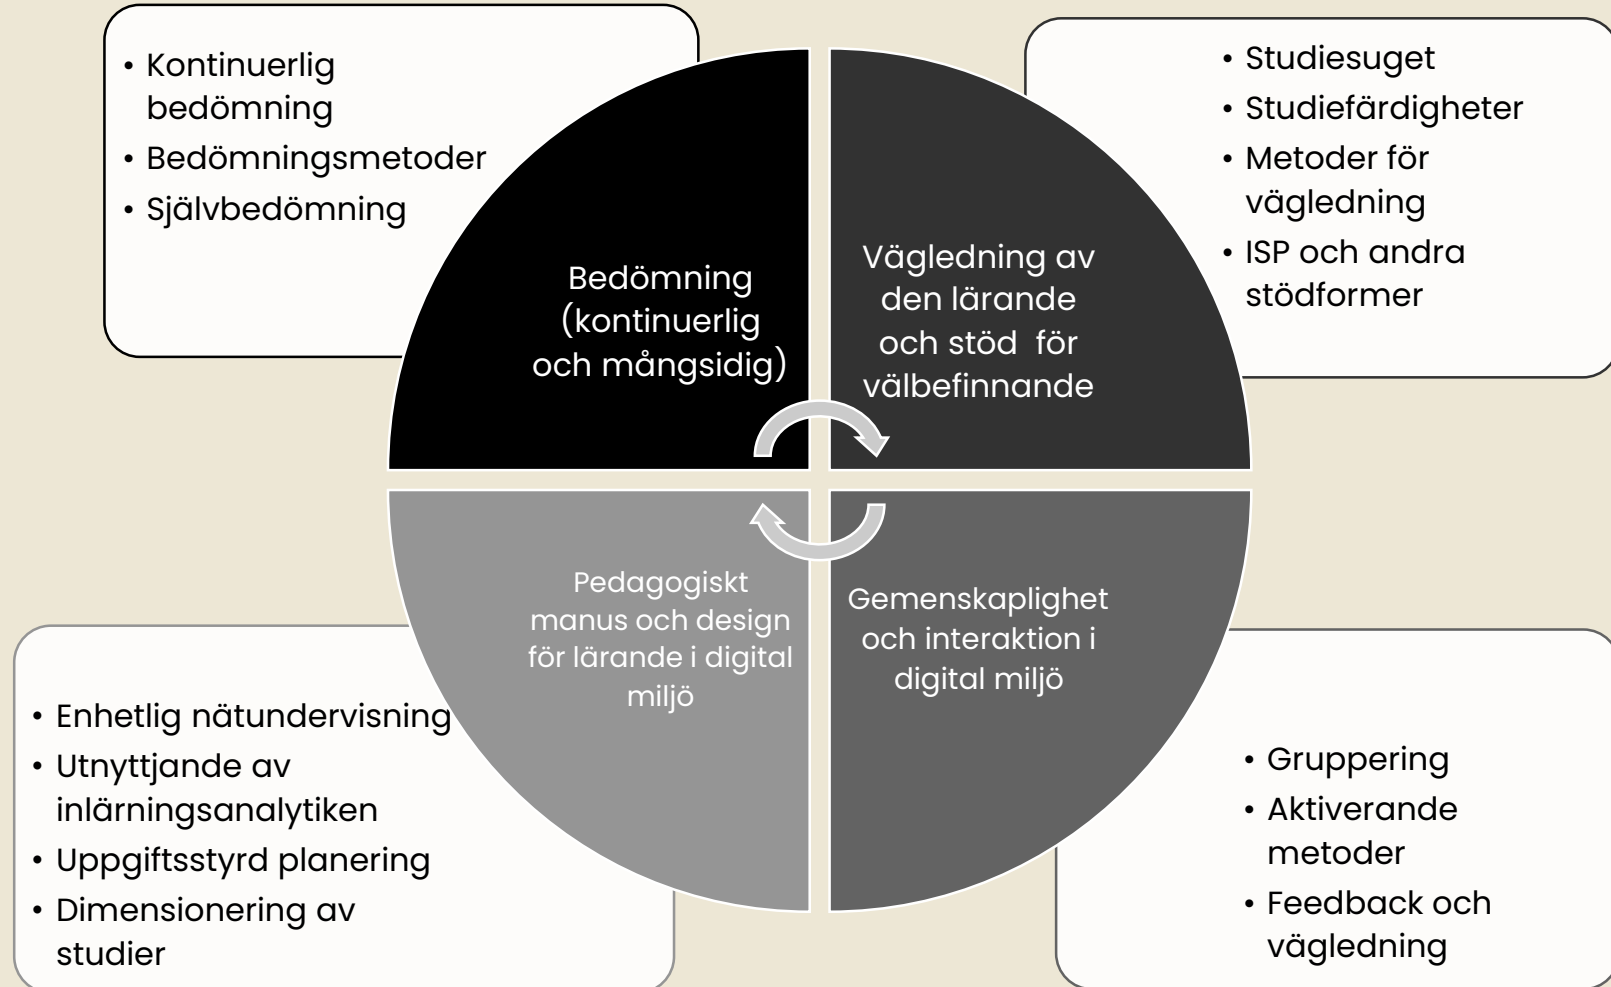 • Kontinuerlig
bedömning
• Bedömningsmetoder
• Självbedömning
Bedömning
(kontinuerlig
och mångsidig)
Vägledning av
den lärande
och stöd  för
välbefinnande
• Studiesuget
• Studiefärdigheter
• Metoder för
vägledning
• ISP och andra
stödformer
• Enhetlig nätundervisning
• Utnyttjande av
inlärningsanalytiken
• Uppgiftsstyrd planering
• Dimensionering av
studier
Pedagogiskt
manus och design
för lärande i digital
miljö
Gemenskaplighet
och interaktion i
digital miljö
• Gruppering
• Aktiverande
metoder
• Feedback och
vägledning